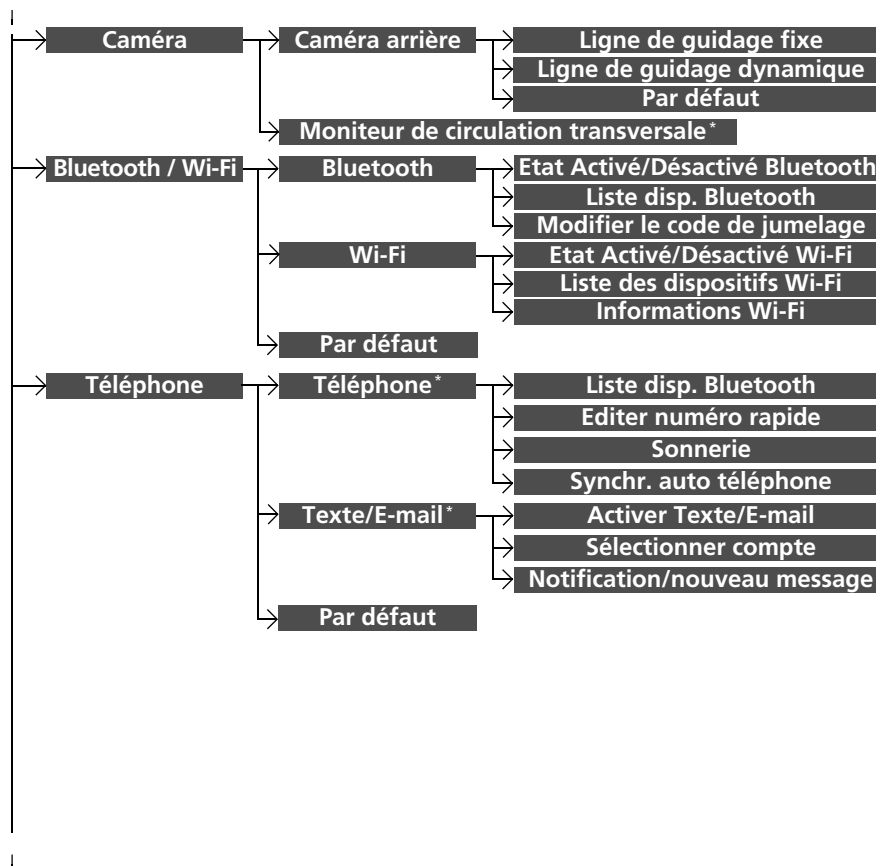 Caméra
Caméra arrière
Ligne de guidage fixe
Ligne de guidage dynamique
Par défaut
Moniteur de circulation transversale*
Bluetooth / Wi-Fi
Bluetooth
Etat Activé/Désactivé Bluetooth
Liste disp. Bluetooth
Modifier le code de jumelage
Wi-Fi
Etat Activé/Désactivé Wi-Fi
Liste des dispositifs Wi-Fi
Informations Wi-Fi
Par défaut
Téléphone
Téléphone*
Liste disp. Bluetooth
Editer numéro rapide
Sonnerie
Synchr. auto téléphone
Texte/E-mail*
Activer Texte/E-mail
Sélectionner compte
Notification/nouveau message
Par défaut